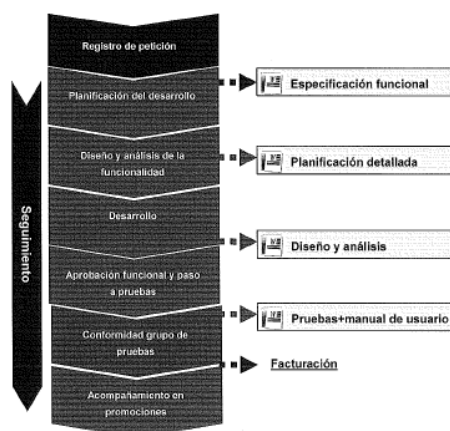 Registro de petición
Planificación del desarrollo
Especificación funcional
Diseño y análisis de la
funcionalidad
Planificación detallada
Desarrollo
Diseño y análisis
Seguimiento
Aprobación funcional y paso
a pruebas
Pruebas+manual de usuario
Conformidad grupo de
pruebas
Facturación
Acompañamiento en
promociones